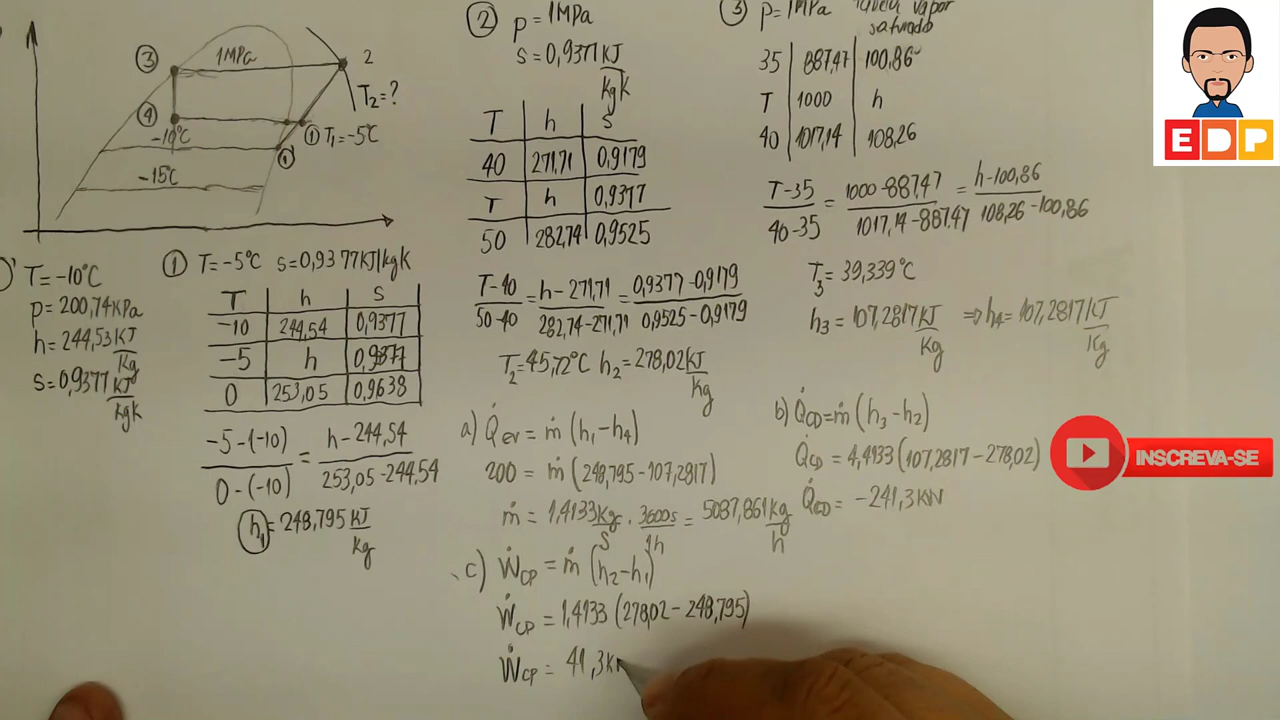 ③
1MPa
2
T₂=?
④
-10°C
① T₁=-5°C
①'
-15°C
)' T=-10°C
p=200,74KPa
h=244,53KJ/Kg
s=0,9377KJ/KgK
① T=-5°C s=0,9377KJ/kgK
T | h | s
-10 | 244,54 | 0,9377
-5 | h | 0,9377
0 | 253,05 | 0,9638
-5-(-10)/0-(-10) = h-244,54/253,05-244,54
h₁=248,795KJ/Kg
② p=1MPa
s=0,9377KJ/KgK
T | h | s
40 | 271,71 | 0,9179
T | h | 0,9377
50 | 282,74 | 0,9525
T-40/50-40 = h-271,71/282,74-271,71 = 0,9377-0,9179/0,9525-0,9179
T₂=45,72°C h₂=278,02KJ/Kg
③ p=1MPa tabela vapor
saturado
35 | 887,47 | 100,86
T | 1000 | h
40 | 1017,14 | 108,26
T-35/40-35 = 1000-887,47/1017,14-887,47 = h-100,86/108,26-100,86
T₃=39,339°C
h₃=107,2817KJ/Kg ⇒h₄=107,2817KJ/Kg
a) Q̇ev = ṁ(h₁-h₄)
200 = ṁ(248,795-107,2817)
ṁ = 1,4133Kg/s . 3600s/1h = 5087,861Kg/h
b) Q̇CD=ṁ(h₃-h₂)
Q̇CD = 1,4133(107,2817-278,02)
Q̇CD = -241,3KW
c) ẆCP = ṁ(h₂-h₁)
ẆCP = 1,4133(278,02-248,795)
ẆCP = 41,3K
EDP
INSCREVA-SE